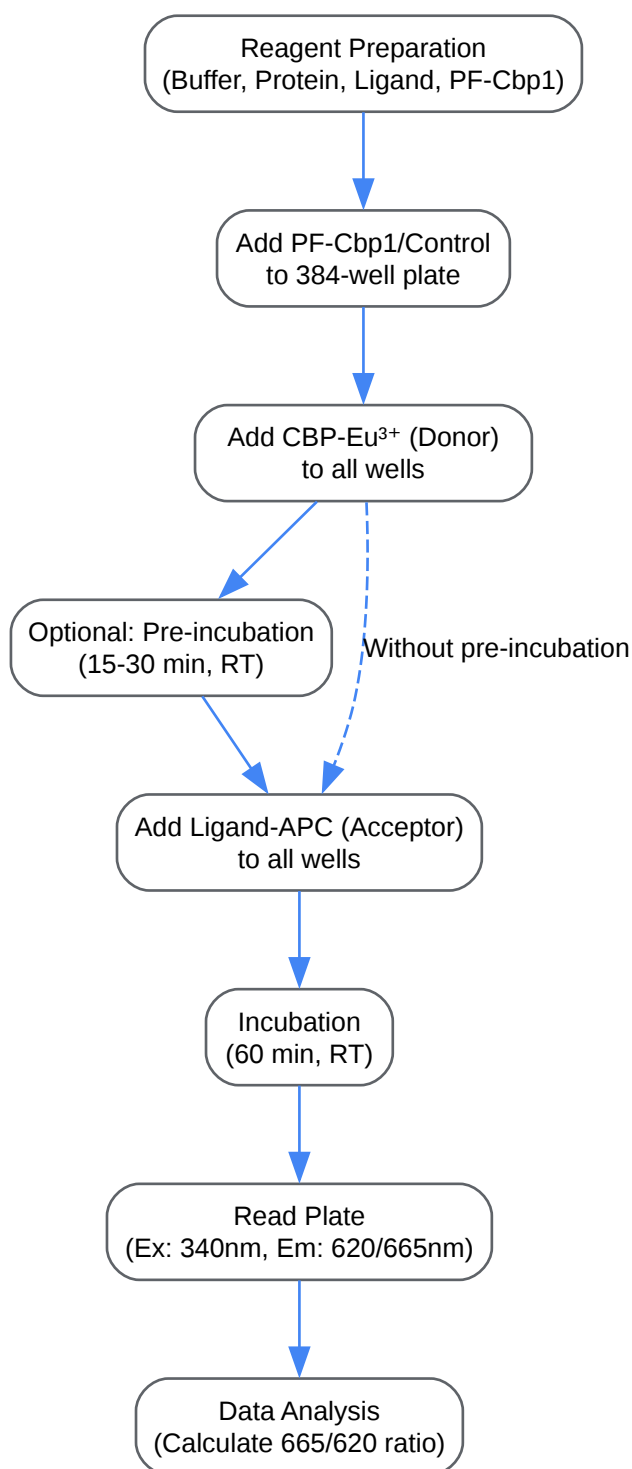 Reagent Preparation
(Buffer, Protein, Ligand, PF-Cbp1)
Add PF-Cbp1/Control
to 384-well plate
Add CBP-Eu³⁺ (Donor)
to all wells
Optional: Pre-incubation
(15-30 min, RT)
Without pre-incubation
Add Ligand-APC (Acceptor)
to all wells
Incubation
(60 min, RT)
Read Plate
(Ex: 340nm, Em: 620/665nm)
Data Analysis
(Calculate 665/620 ratio)